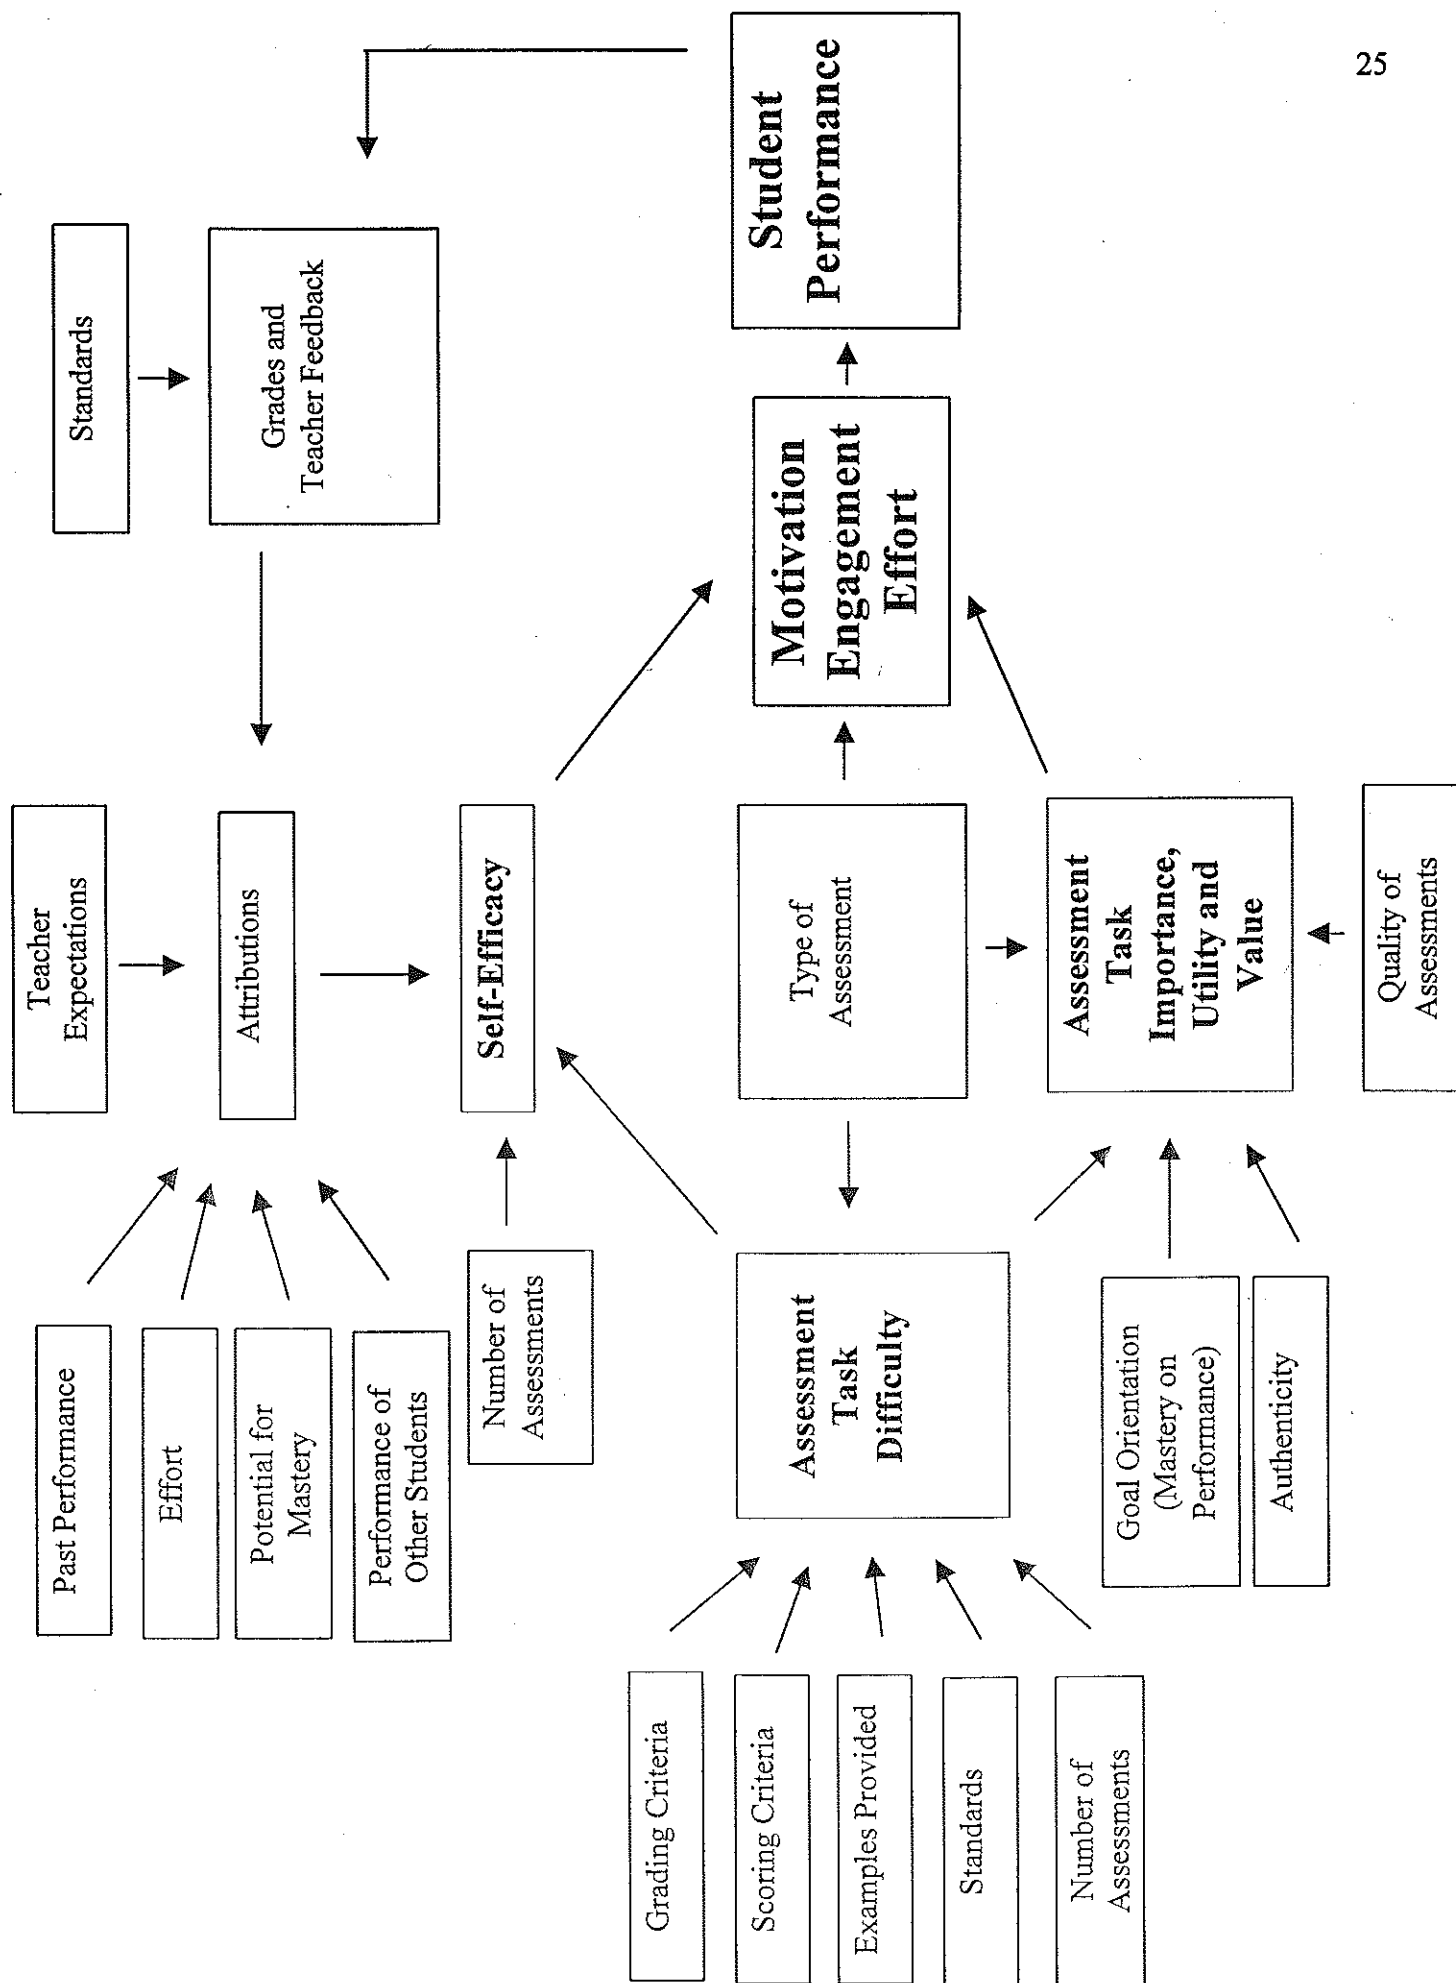 25
Past Performance
Effort
Potential for
Mastery
Performance of
Other Students
Teacher
Expectations
Attributions
Standards
Grades and
Teacher Feedback
Number of
Assessments
Self-Efficacy
Grading Criteria
Scoring Criteria
Examples Provided
Standards
Number of
Assessments
Assessment
Task
Difficulty
Type of
Assessment
Motivation
Engagement
Effort
Student
Performance
Goal Orientation
(Mastery on
Performance)
Authenticity
Assessment
Task
Importance,
Utility and
Value
Quality of
Assessments